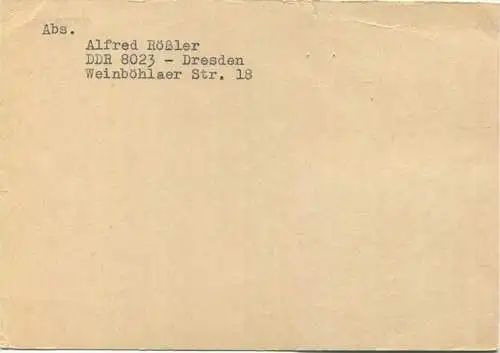 Abs.
Alfred Rößler
DDR 8023 - Dresden
Weinböhlaer Str. 18